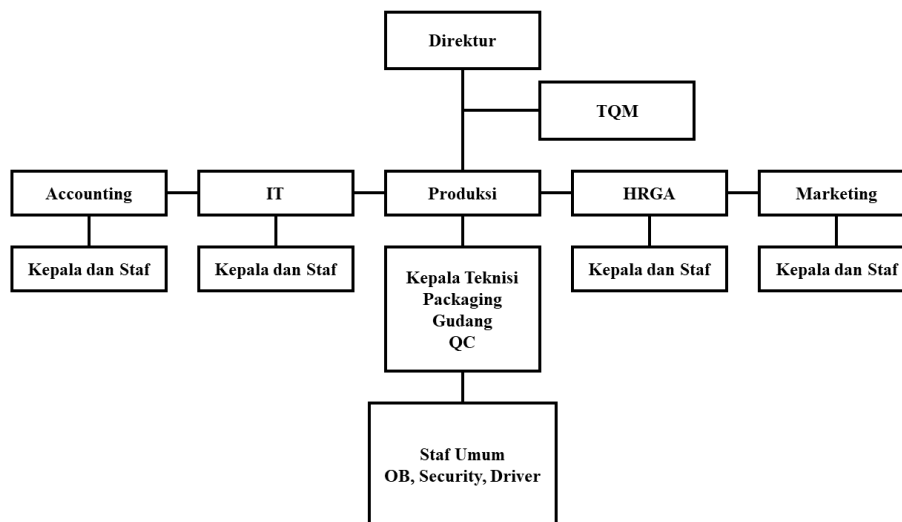 Direktur
TQM
Accounting
IT
Produksi
HRGA
Marketing
Kepala dan Staf
Kepala dan Staf
Kepala Teknisi
Packaging
Gudang
QC
Kepala dan Staf
Kepala dan Staf
Staf Umum
OB, Security, Driver